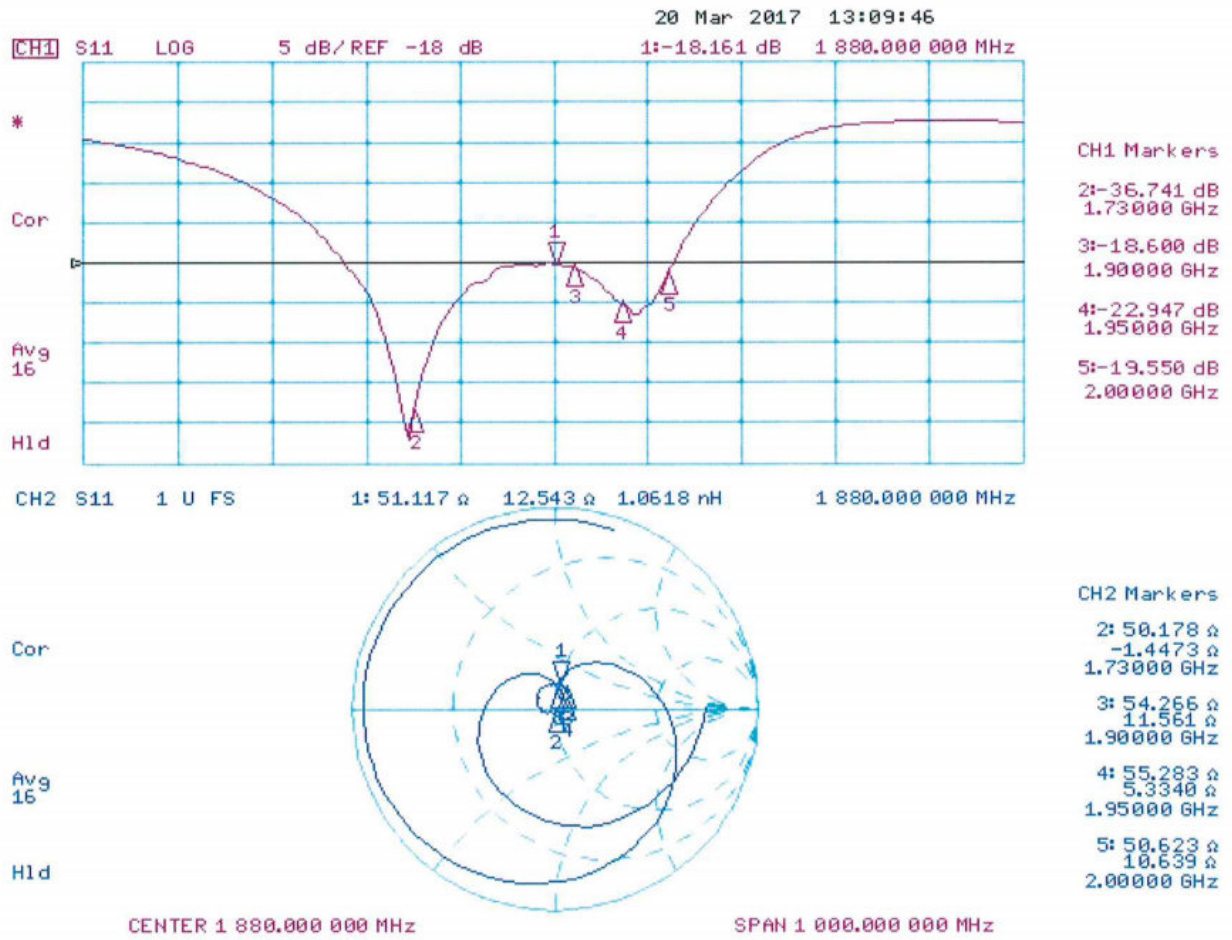 20 Mar 2017 13:09:46
CH1 S11 LOG 5 dB/REF -18 dB 1:-18.161 dB 1 880.000 000 MHz
*
CH1 Markers
2:-36.741 dB
1.73000 GHz
Cor
3:-18.600 dB
1.90000 GHz
4:-22.947 dB
1.95000 GHz
Avg
16
5:-19.550 dB
2.00000 GHz
Hld
1
3
4
5
2
CH2 S11 1 U FS 1: 51.117 Ω 12.543 Ω 1.0618 nH 1 880.000 000 MHz
CH2 Markers
2: 50.178 Ω
-1.4473 Ω
1.73000 GHz
Cor
3: 54.266 Ω
11.561 Ω
1.90000 GHz
4: 55.283 Ω
5.3340 Ω
1.95000 GHz
Avg
16
5: 50.623 Ω
10.639 Ω
2.00000 GHz
Hld
1
4
2
CENTER 1 880.000 000 MHz SPAN 1 000.000 000 MHz